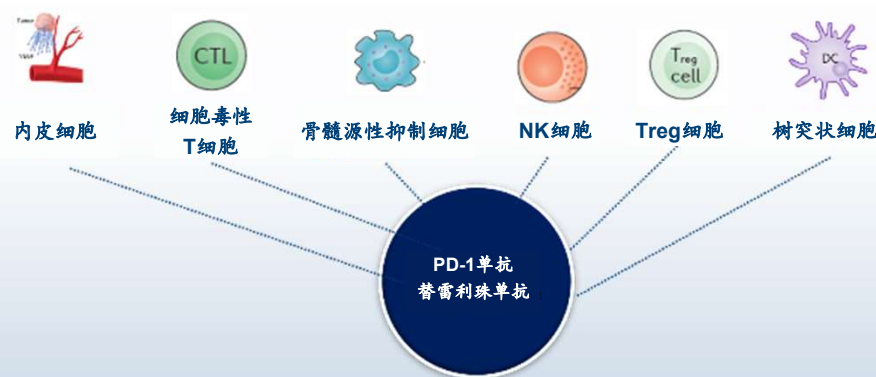 Tumor
VEGF
CTL
Treg
cell
DC
内皮细胞
细胞毒性
T细胞
骨髓源性抑制细胞
NK细胞
Treg细胞
树突状细胞
PD-1单抗
替雷利珠单抗